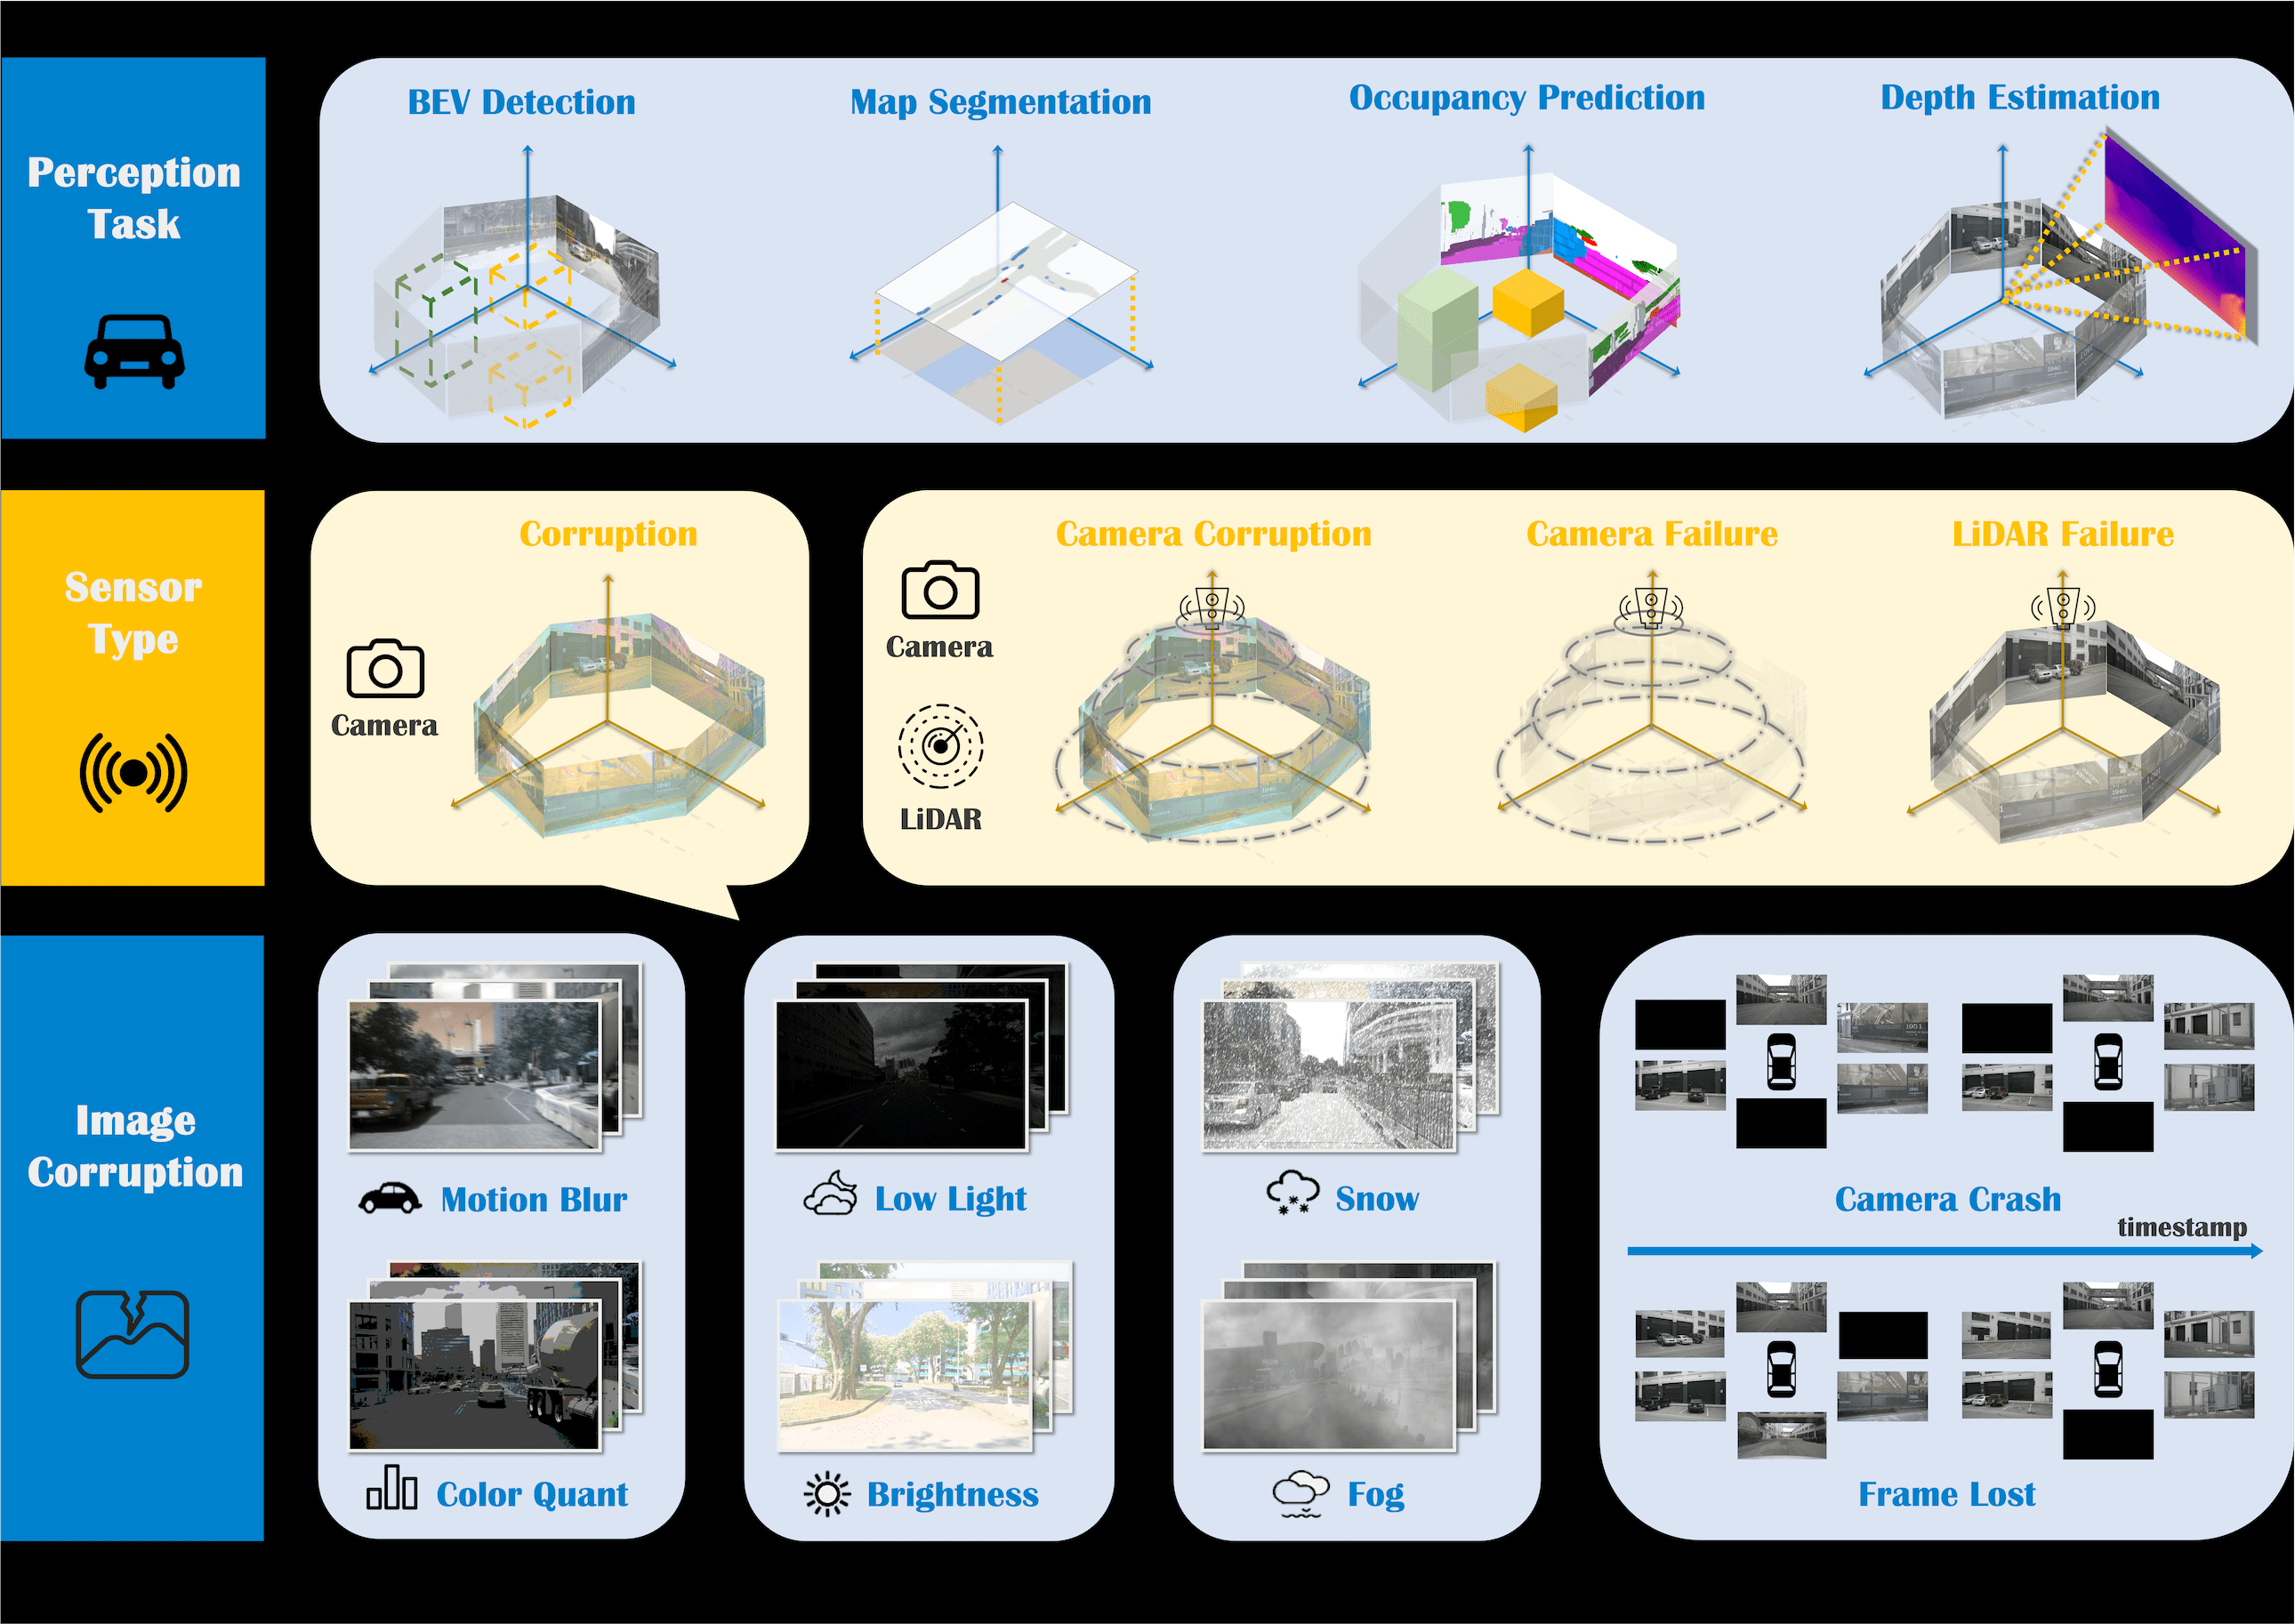 Perception
Task
BEV Detection
Map Segmentation
Occupancy Prediction
Depth Estimation
Sensor
Type
Corruption
Camera
Camera
LiDAR
Camera Corruption
Camera Failure
LiDAR Failure
Image
Corruption
Motion Blur
Low Light
Snow
Camera Crash
timestamp
Color Quant
Brightness
Fog
Frame Lost